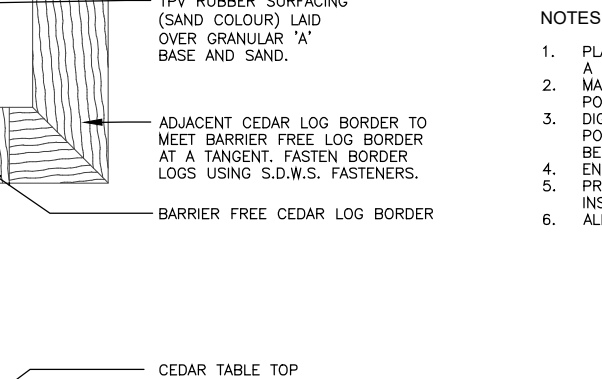 TPV RUBBER SURFACING
(SAND COLOUR) LAID
OVER GRANULAR 'A'
BASE AND SAND.
ADJACENT CEDAR LOG BORDER TO
MEET BARRIER FREE LOG BORDER
AT A TANGENT. FASTEN BORDER
LOGS USING S.D.W.S. FASTENERS.
BARRIER FREE CEDAR LOG BORDER
CEDAR TABLE TOP
NOTES
1.
A
2.
3.
4.
5.
6.